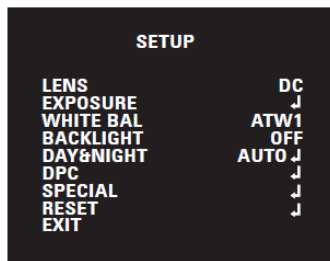 SETUP
LENS DC
EXPOSURE ↲
WHITE BAL ATW1
BACKLIGHT OFF
DAY&NIGHT AUTO ↲
DPC ↲
SPECIAL ↲
RESET ↲
EXIT